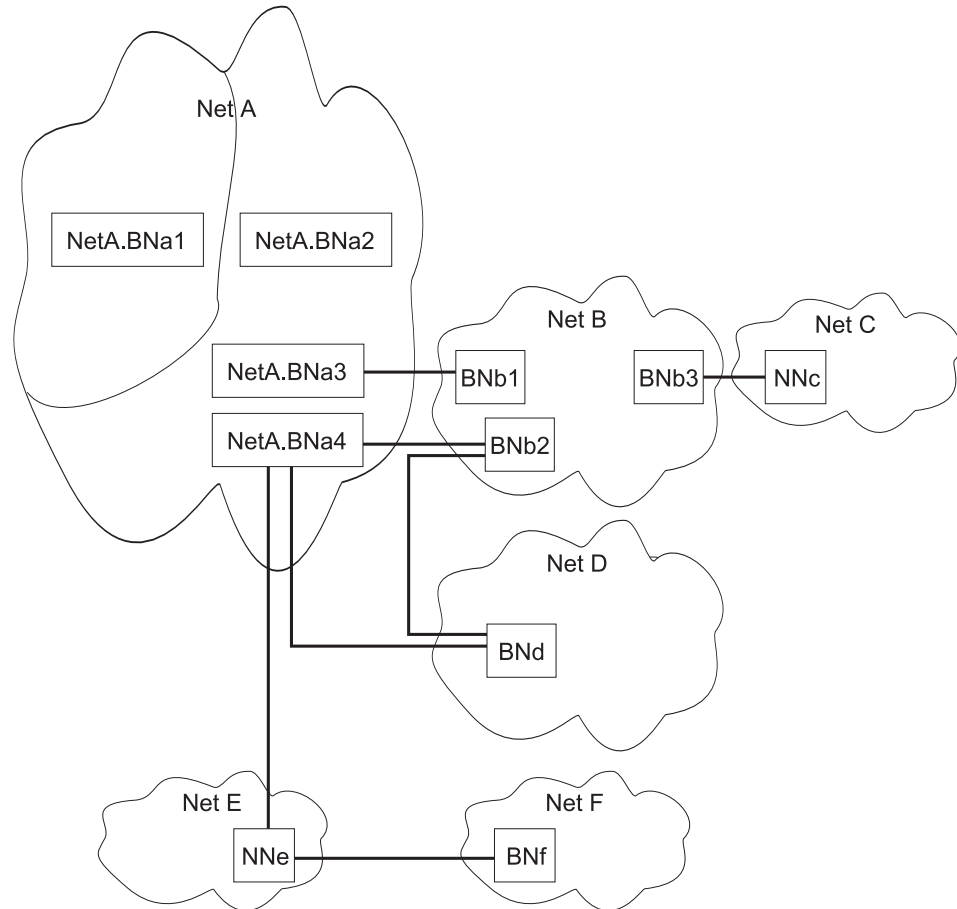 Net A
NetA.BNa1
NetA.BNa2
Net B
Net C
NetA.BNa3
BNb1
BNb3
NNc
NetA.BNa4
BNb2
Net D
BNd
Net E
Net F
NNe
BNf